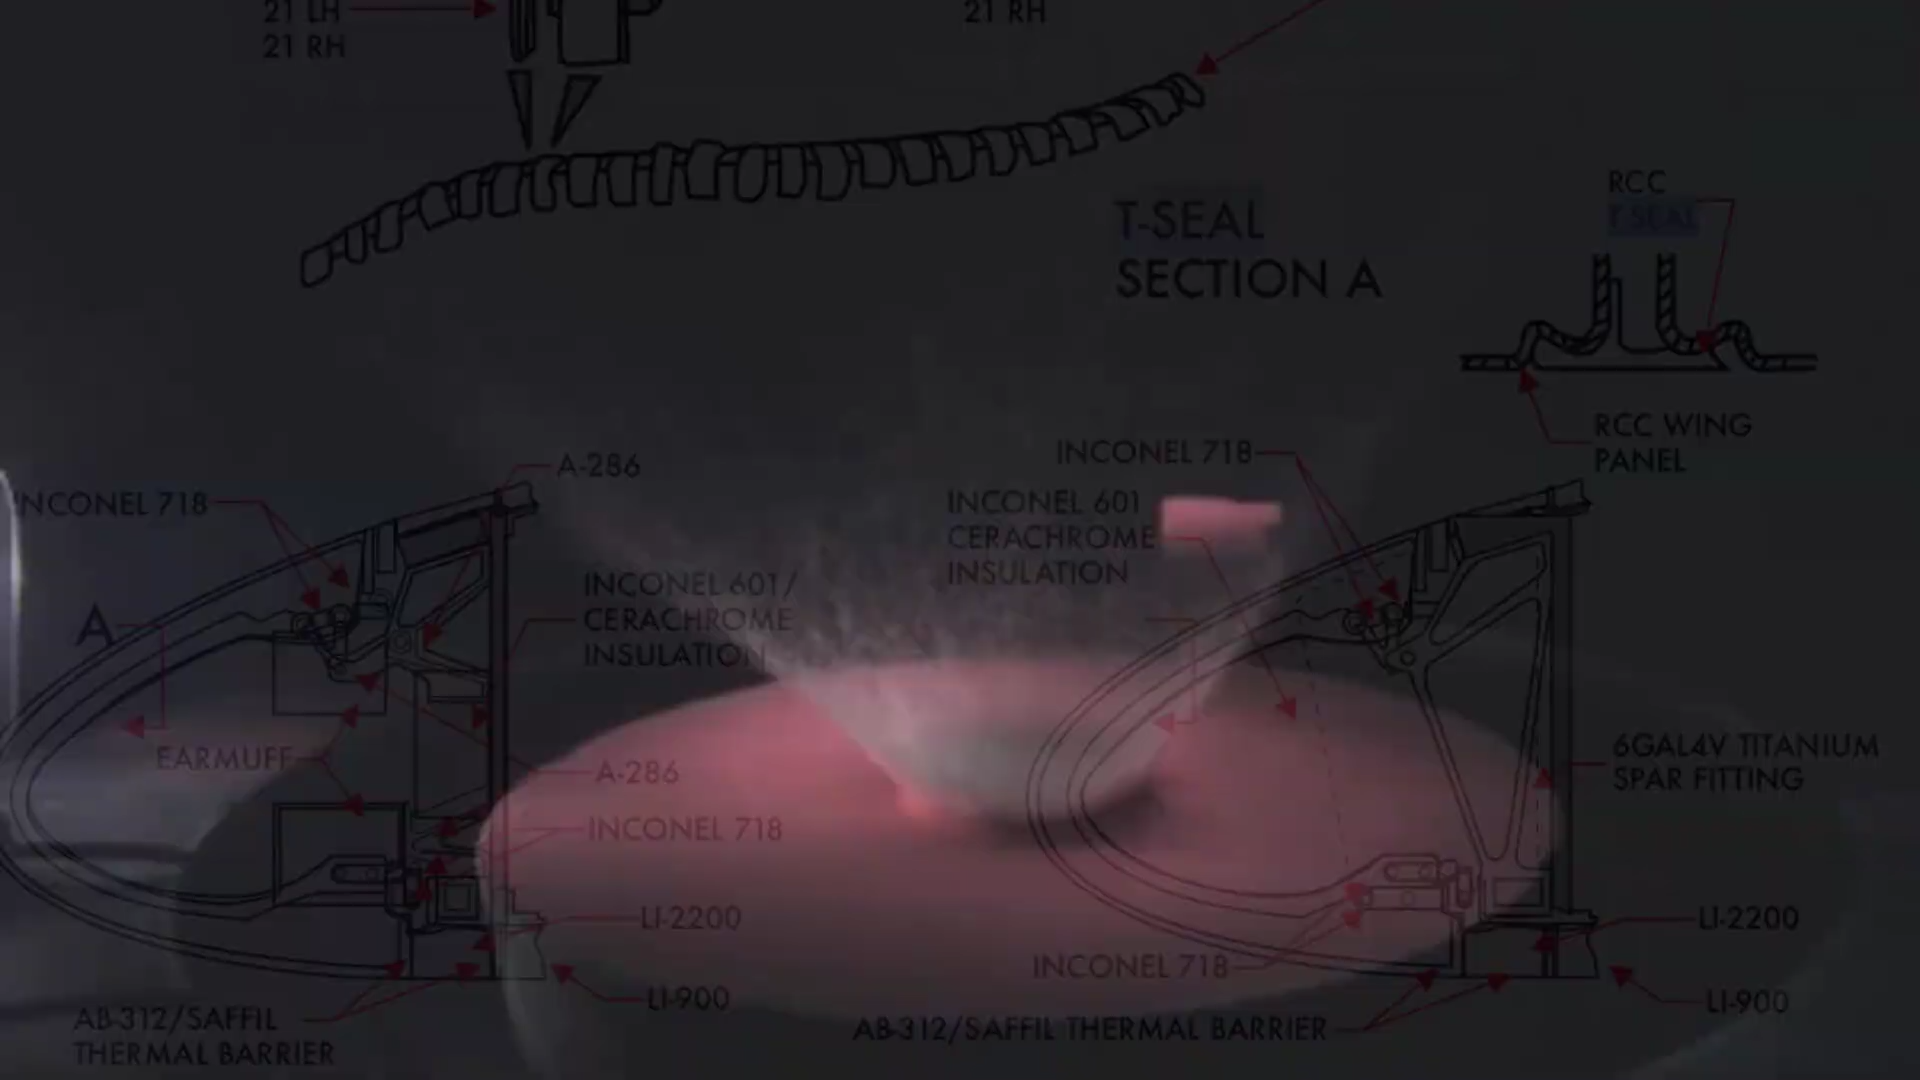 21 LH
21 RH
21 RH
T-SEAL
SECTION A
RCC
T-SEAL
RCC WING
PANEL
A-286
INCONEL 718
INCONEL 718
INCONEL 601
CERACHROME
INSULATION
INCONEL 601/
CERACHROME
INSULATION
A
EARMUFF
A-286
INCONEL 718
6GAL4V TITANIUM
SPAR FITTING
LI-2200
LI-2200
INCONEL 718
LI-900
LI-900
AB-312/SAFFIL
THERMAL BARRIER
AB-312/SAFFIL THERMAL BARRIER